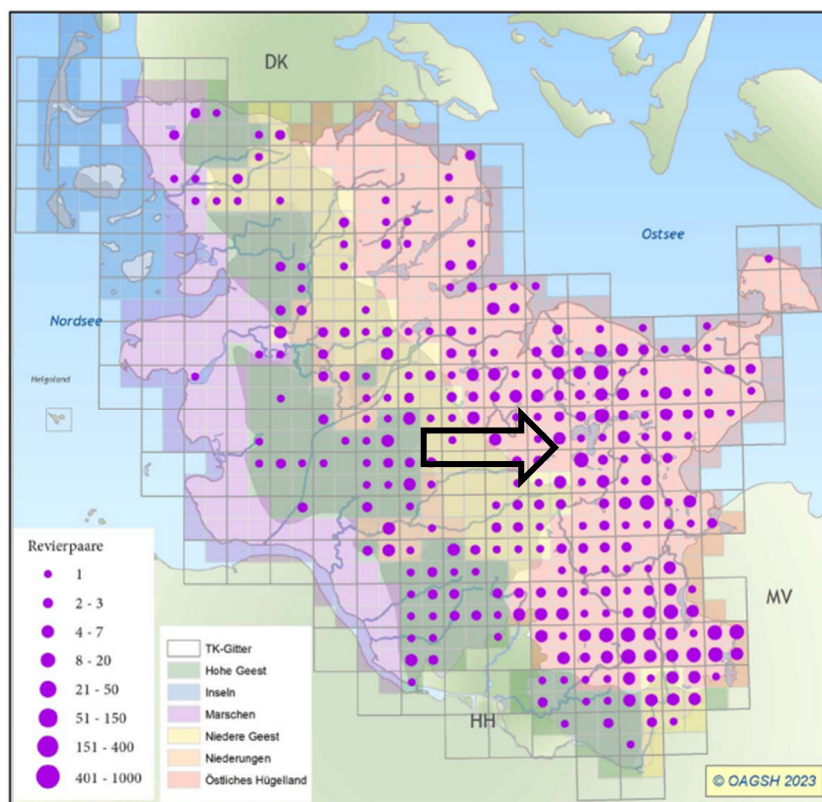 DK
Ostsee
Nordsee
Helgoland
MV
HH
Revierpaare
1
2 - 3
4 - 7
8 - 20
21 - 50
51 - 150
151 - 400
401 - 1000
TK-Gitter
Hohe Geest
Inseln
Marschen
Niedere Geest
Niederungen
Östliches Hügelland
© OAGSH 2023